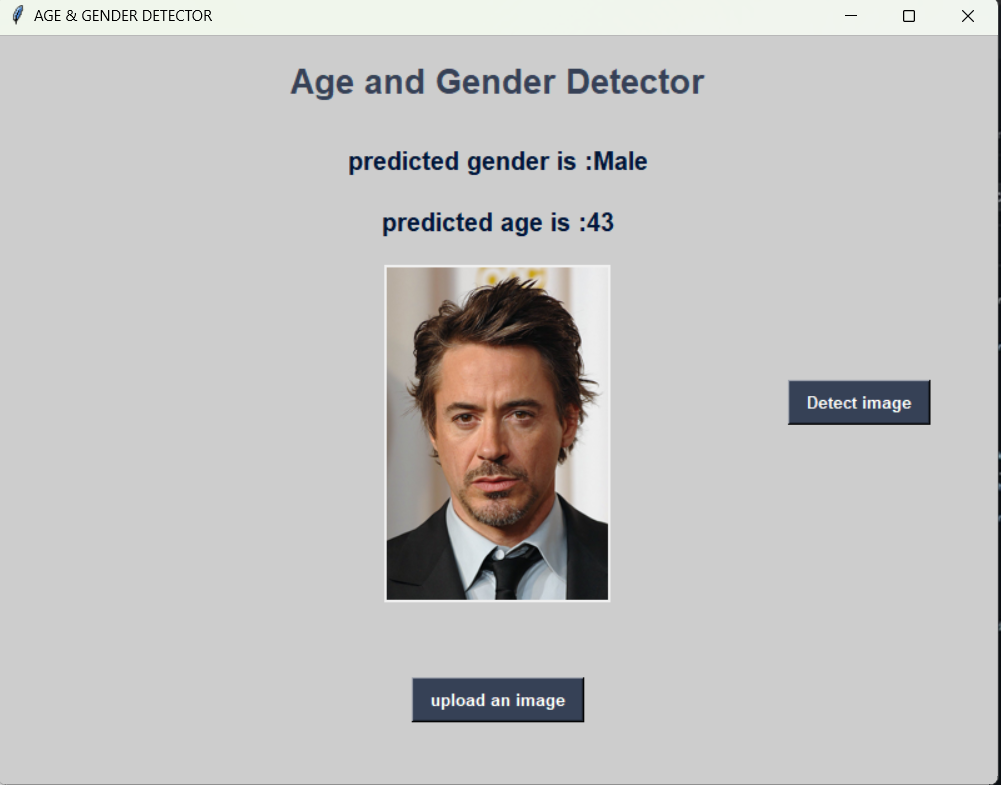 AGE & GENDER DETECTOR
Age and Gender Detector
predicted gender is :Male
predicted age is :43
Detect image
upload an image